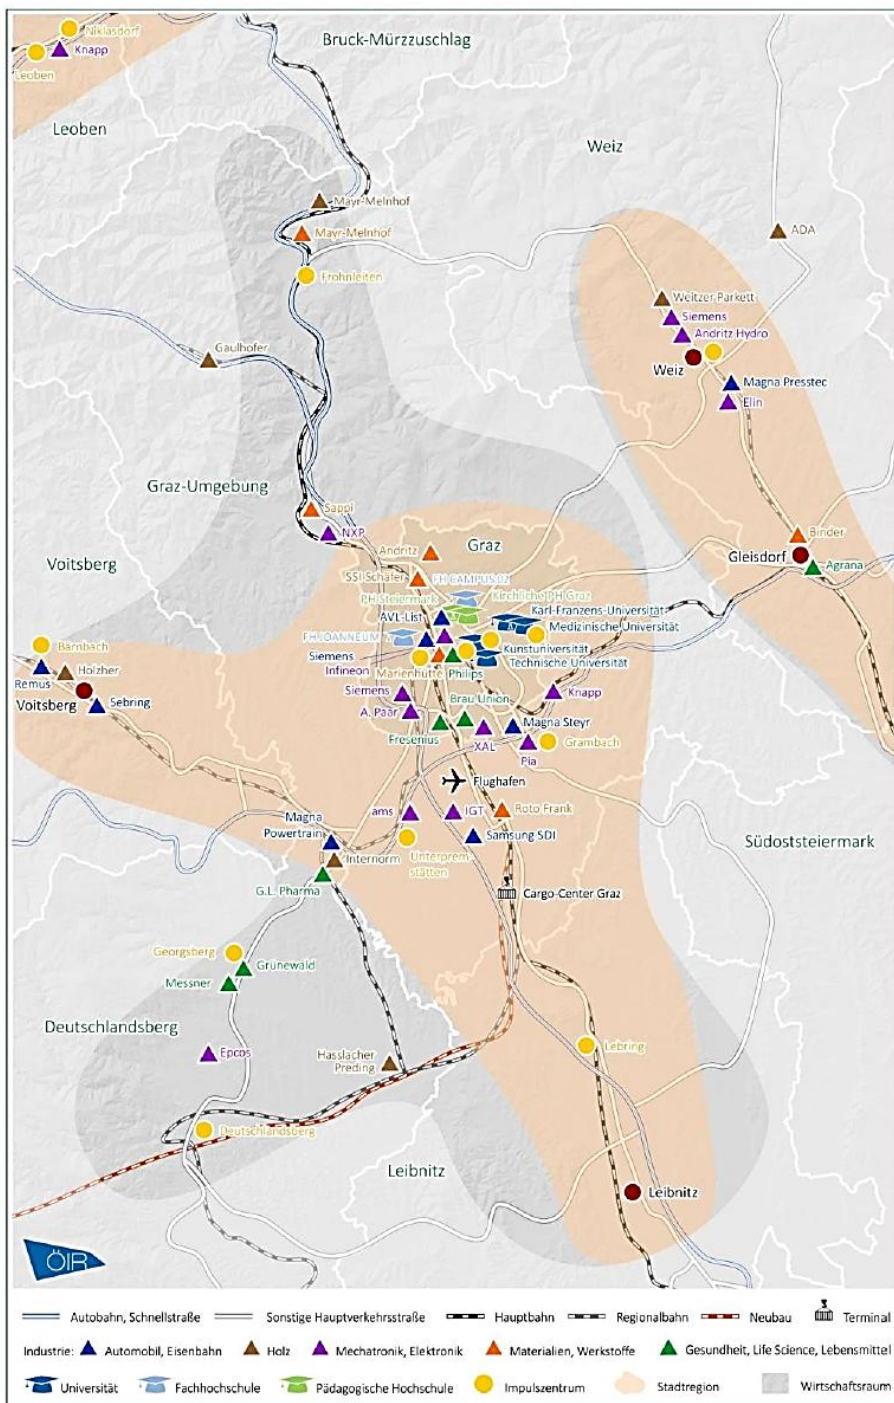 Niklasdorf
Knapp
Leoben
Bruck-Mürzzuschlag
Leoben
Weiz
Mayr-Melnhof
Mayr-Melnhof
ADA
Frohnleiten
Weitzer Parkett
Siemens
Andritz Hydro
Gaulhofer
Weiz
Magna Presstec
Elin
Graz-Umgebung
Sappi
NXP
Voitsberg
Andritz
Graz
Binder
Gleisdorf
Agrana
SSI Schäfer
FH CAMPUS 02
PH Steiermark
Kirchliche PH Graz
Karl-Franzens-Universität
AVL-List
Medizinische Universität
FH JOANNEUM
Kunstuniversität
Siemens
Technische Universität
Infineon
Marienhütte
Philips
Bärnbach
Holzher
Remus
Voitsberg
Sebring
Siemens
Knapp
A. Paar
Brau Union
Magna Steyr
Fresenius
XAL
Grambach
Pia
Flughafen
Magna
Powertrain
ams
IGT
Roto Frank
Samsung SDI
Unterprem-
stätten
Südoststeiermark
Internorm
G.L. Pharma
Cargo-Center Graz
Georgsberg
Grünewald
Messner
Deutschlandsberg
Epcos
Hasslacher
Preding
Lebring
Deutschlandsberg
Leibnitz
Leibnitz
ÖIR
Autobahn, Schnellstraße
Sonstige Hauptverkehrsstraße
Hauptbahn
Regionalbahn
Neubau
Terminal
Industrie:
Automobil, Eisenbahn
Holz
Mechatronik, Elektronik
Materialien, Werkstoffe
Gesundheit, Life Science, Lebensmittel
Universität
Fachhochschule
Pädagogische Hochschule
Impulszentrum
Stadtregion
Wirtschaftsraum